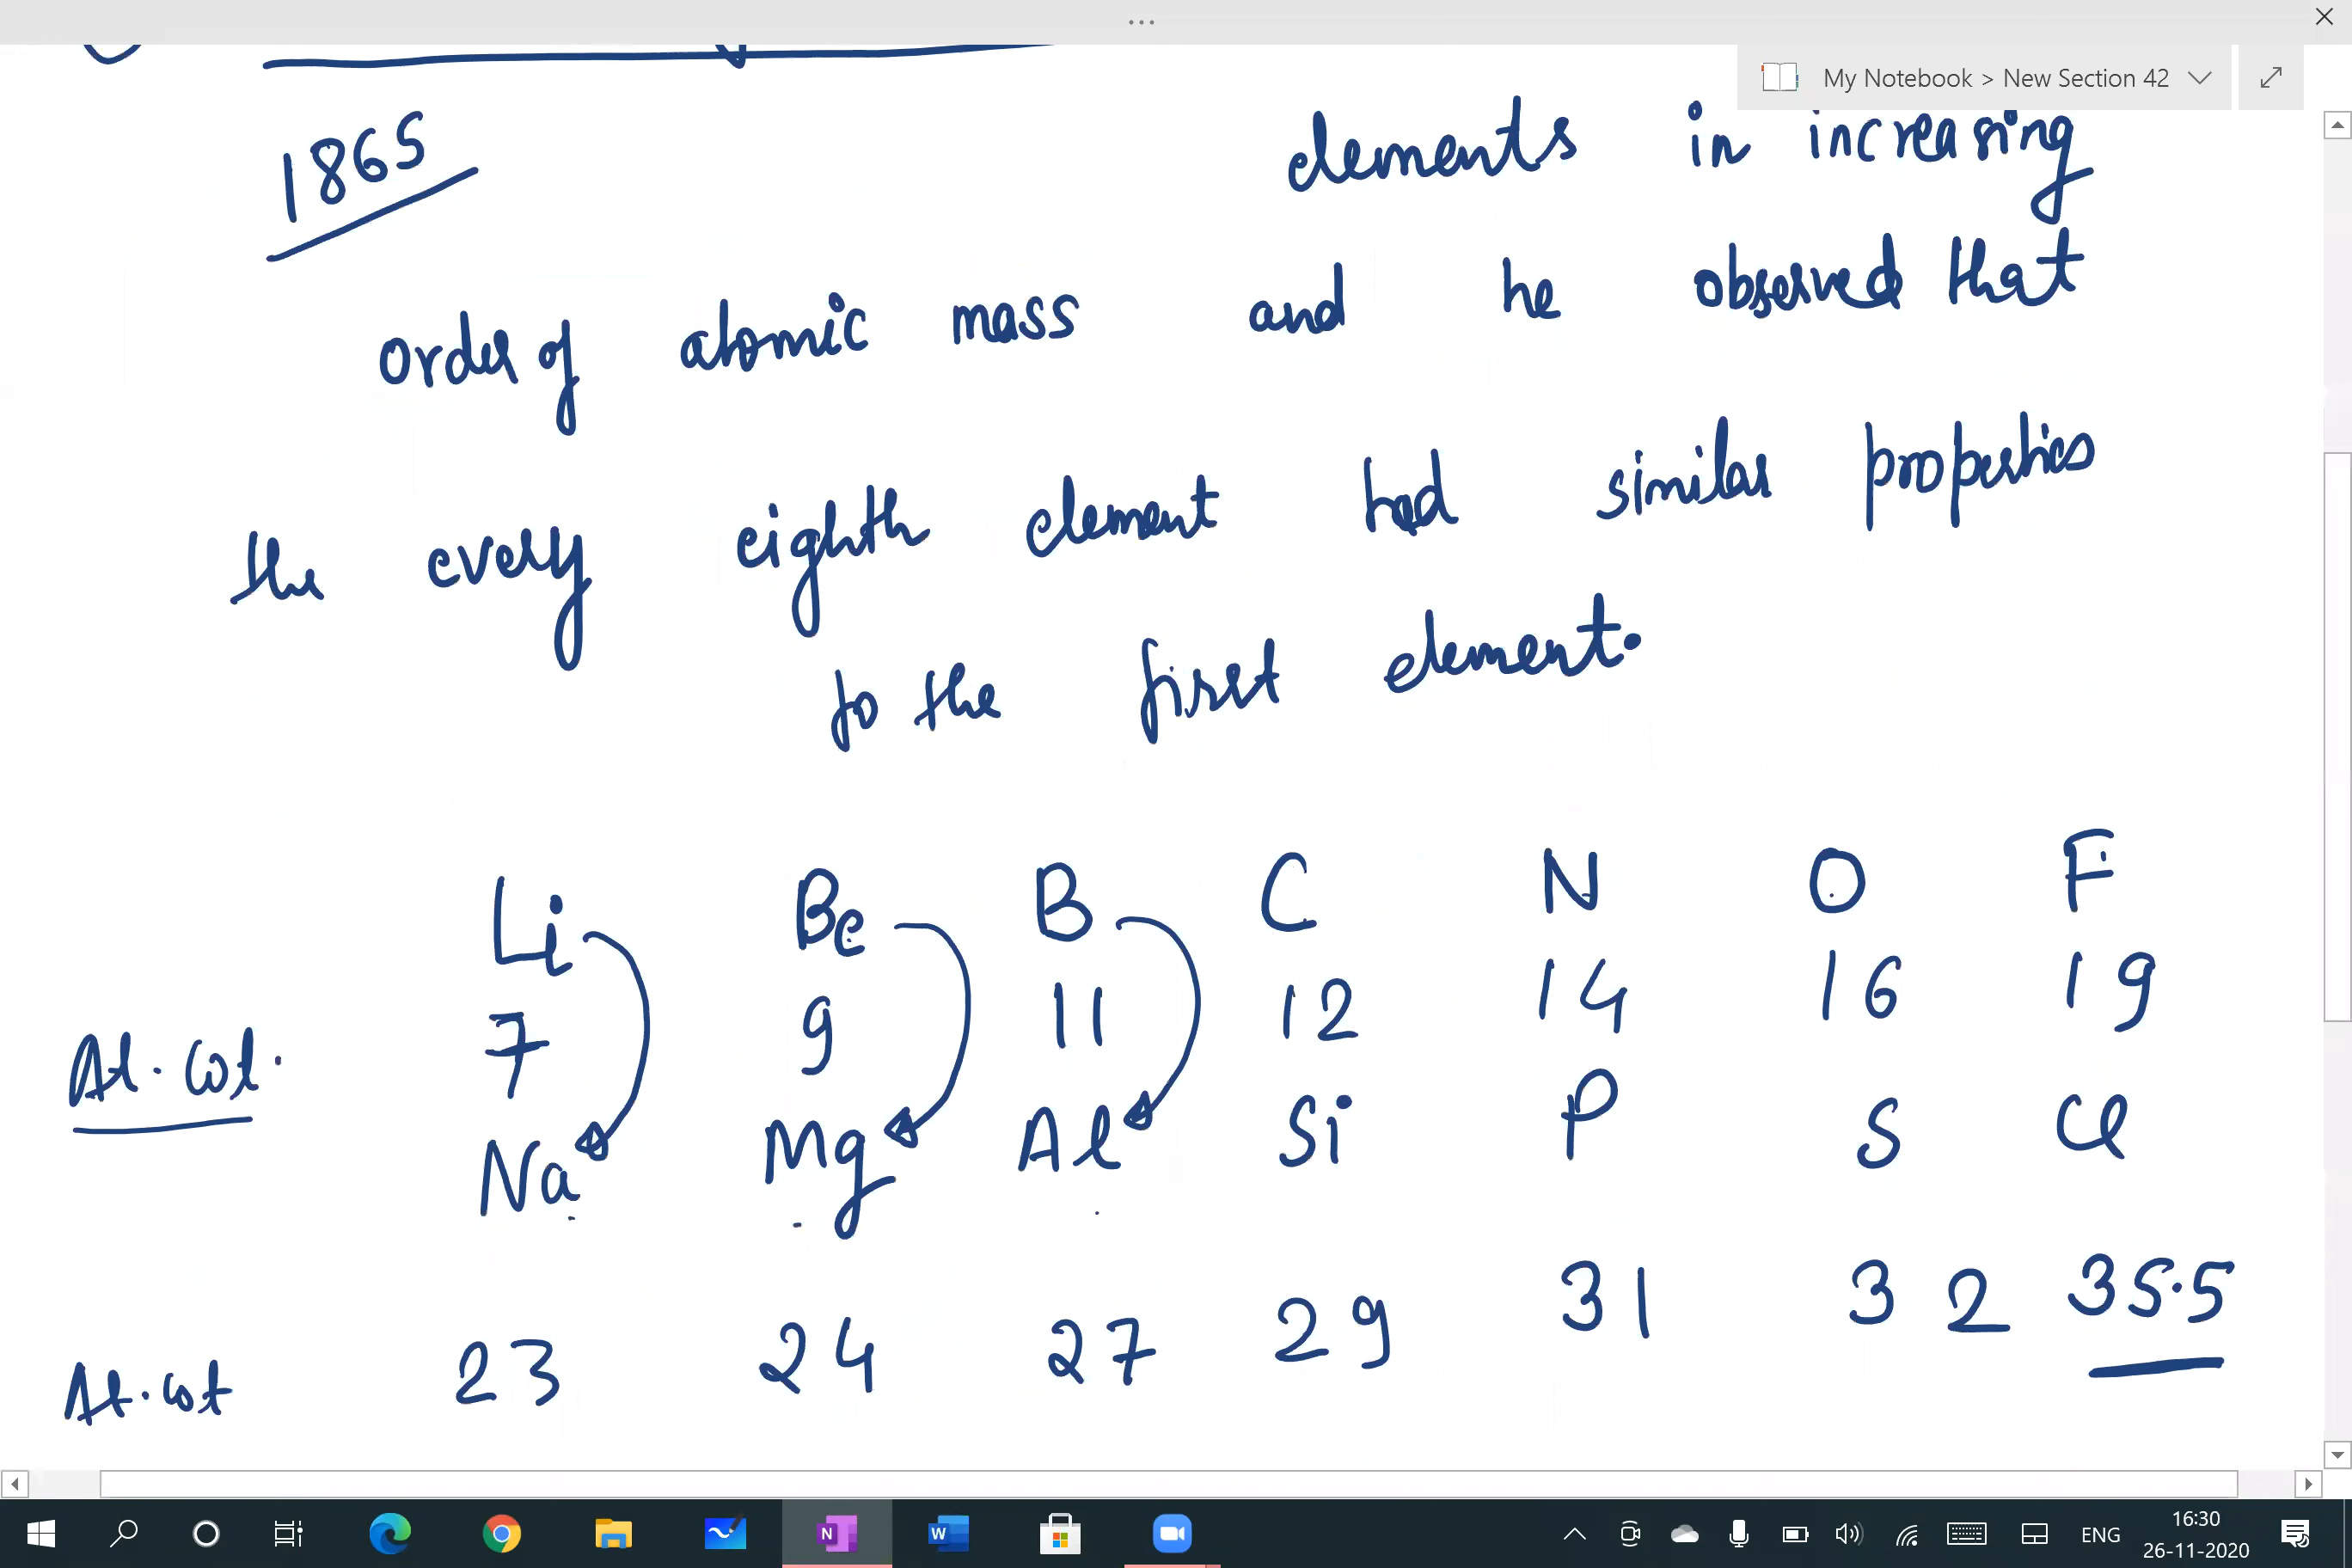 ...
My Notebook > New Section 42
1865
elements in increasing
order of atomic mass and he observed that
the every eighth element had similar properties
to the first element.
Li Be B C N O F
At. wt. 7 9 11 12 14 16 19
Na Mg Al Si P S Cl
At. wt 23 24 27 29 31 32 35.5
N
W
ENG
16:30
26-11-2020